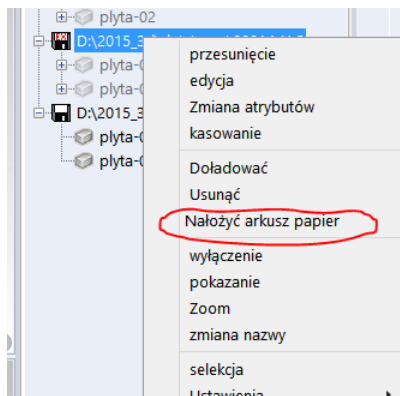 plyta-02
D:\2015_3
przesunięcie
plyta-0
edycja
plyta-0
Zmiana atrybutów
D:\2015_3
kasowanie
plyta-0
plyta-0
Doładować
Usunąć
Nałożyć arkusz papier
wyłączenie
pokazanie
Zoom
zmiana nazwy
selekcja
Ustawienia